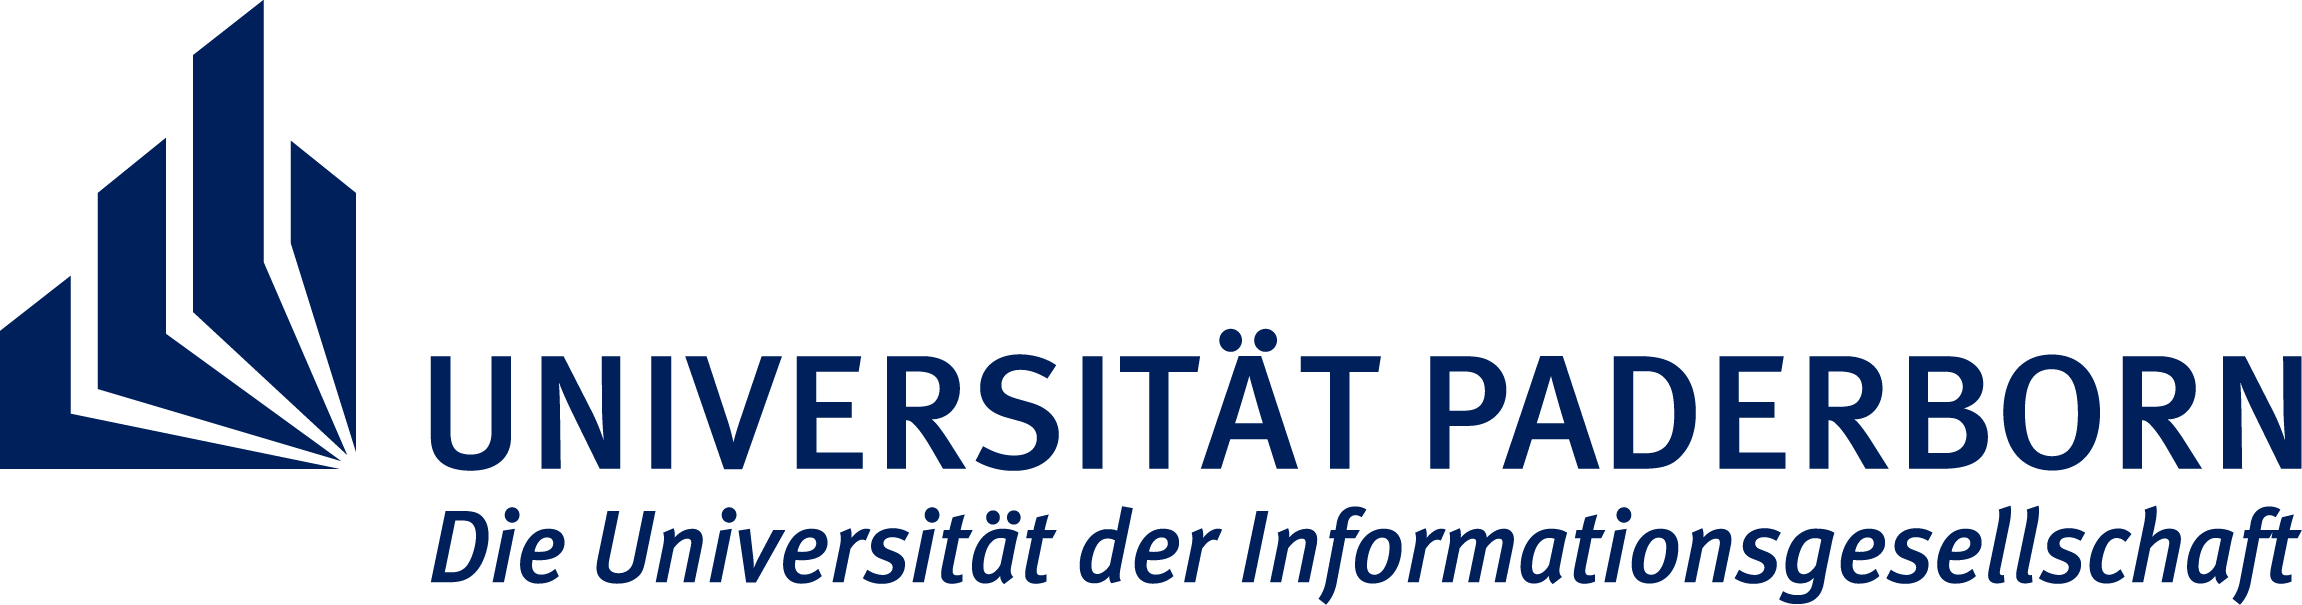 UNIVERSITÄT PADERBORN
Die Universität der Informationsgesellschaft